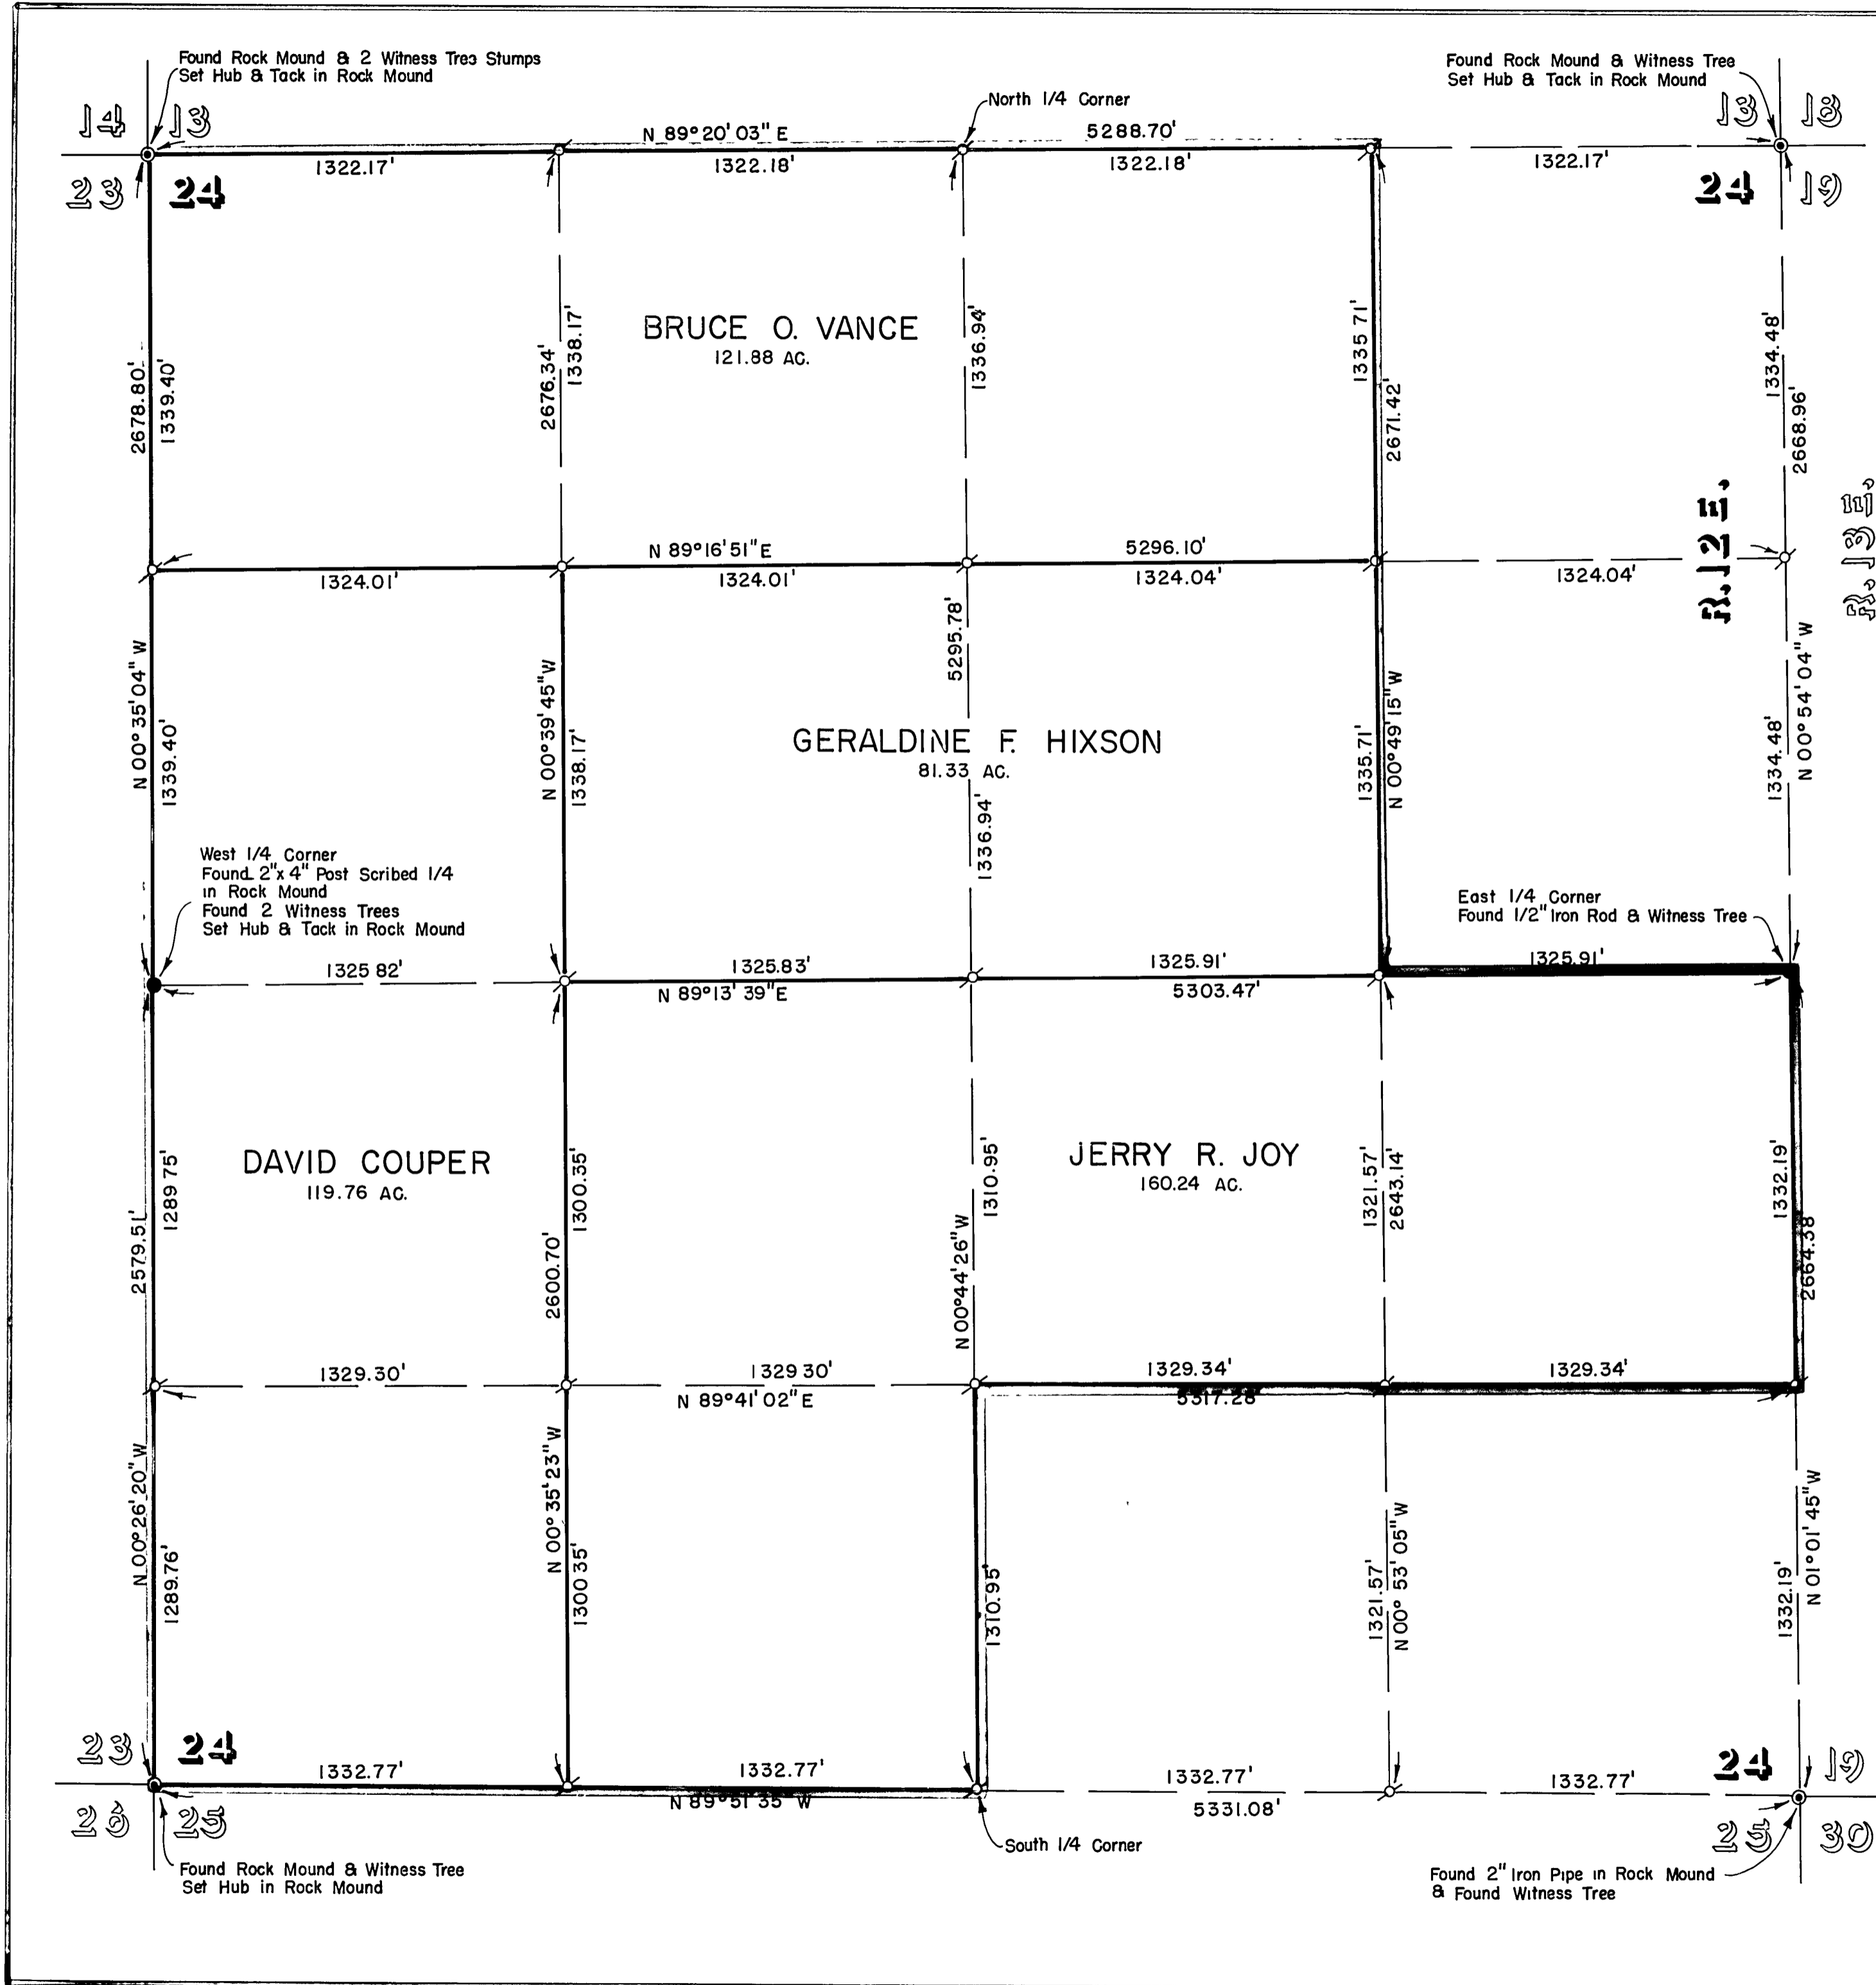 Found Rock Mound & 2 Witness Tree Stumps
Set Hub & Tack in Rock Mound
Found Rock Mound & Witness Tree
Set Hub & Tack in Rock Mound
North 1/4 Corner
14 13
13 18
N 89°20'03" E
5288.70'
1322.17'
1322.18'
1322.18'
1322.17'
23 24
24 19
BRUCE O. VANCE
121.88 AC.
2678.80'
1339.40'
2676.34'
1338.17'
1336.94'
1335 71'
2671.42'
1334.48'
2668.96'
R.12 E.,
R.13 E.,
N 89°16'51" E
5296.10'
1324.01'
1324.01'
1324.04'
1324.04'
N 00°35'04" W
1339.40'
N 00°39'45" W
1338.17'
5295.78'
1336.94'
1335.71'
N 00°49'15" W
1334.48'
N 00°54'04" W
GERALDINE F. HIXSON
81.33 AC.
West 1/4 Corner
Found 2"x 4" Post Scribed 1/4
in Rock Mound
Found 2 Witness Trees
Set Hub & Tack in Rock Mound
East 1/4 Corner
Found 1/2" Iron Rod & Witness Tree
1325 82'
1325.83'
1325.91'
1325.91'
N 89°13'39" E
5303.47'
DAVID COUPER
119.76 AC.
JERRY R. JOY
160.24 AC.
2579.51'
1289 75'
2600.70'
1300.35'
N 00°44'26" W
1310.95'
1321.57'
2643.14'
1332.19'
2664.38
1329.30'
1329 30'
1329.34'
1329.34'
N 89°41'02" E
5317.28
N 00°26'20" W
1289.76'
N 00°35'23" W
1300 35'
1310.95'
1321.57'
N 00°53'05" W
1332.19'
N 01°01'45" W
23 24
24 19
1332.77'
1332.77'
1332.77'
1332.77'
N 89°51'35" W
5331.08'
26 25
25 30
South 1/4 Corner
Found Rock Mound & Witness Tree
Set Hub in Rock Mound
Found 2" Iron Pipe in Rock Mound
& Found Witness Tree